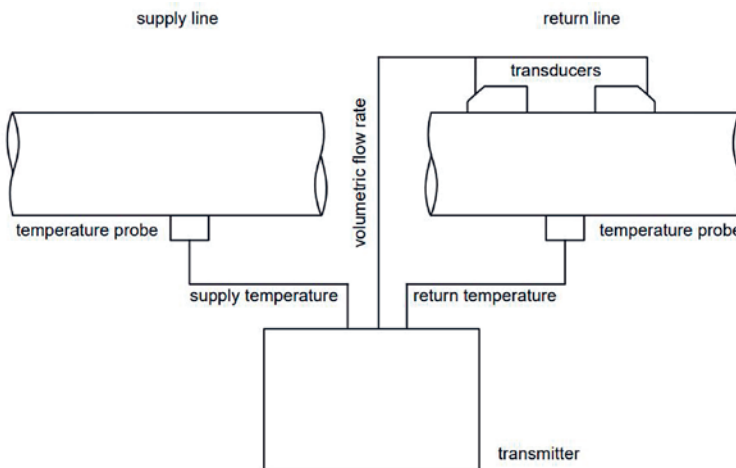 supply line
return line
transducers
volumetric flow rate
temperature probe
temperature probe
supply temperature
return temperature
transmitter